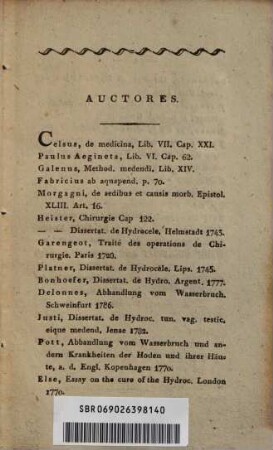 AUCTORES.
Celsus, de medicina, Lib. VII. Cap. XXI.
Paulus Aegineta, Lib. VI. Cap. 62.
Galenus, Method. medendi, Lib. XIV.
Fabricius ab aquapend. p. 70.
Morgagni, de sedibus et causis morb. Epistol.
XLIII. Art. 16.
Heister, Chirurgie Cap 122.
— — Dissertat. de Hydrocele, Helmstadt 1745.
Garengeot, Traité des operations de Chi-
rurgie. Paris 1720.
Platner, Dissertat. de Hydrocele, Lips. 1745.
Bonhoefer, Dissertat. de Hydro. Argent. 1777.
Delonnes, Abhandlung vom Wasserbruch.
Schweinfurt 1786.
Justi, Dissertat. de Hydroc. tun. vag. testic.
eique medend, Jenae 1782.
Pott, Abhandlung vom Wasserbruch und an-
dern Krankheiten der Hoden und ihrer Häu-
te, a. d. Engl. Kopenhagen 1770.
Else, Essay on the cure of the Hydroc. London
1770.
SBR069026398140